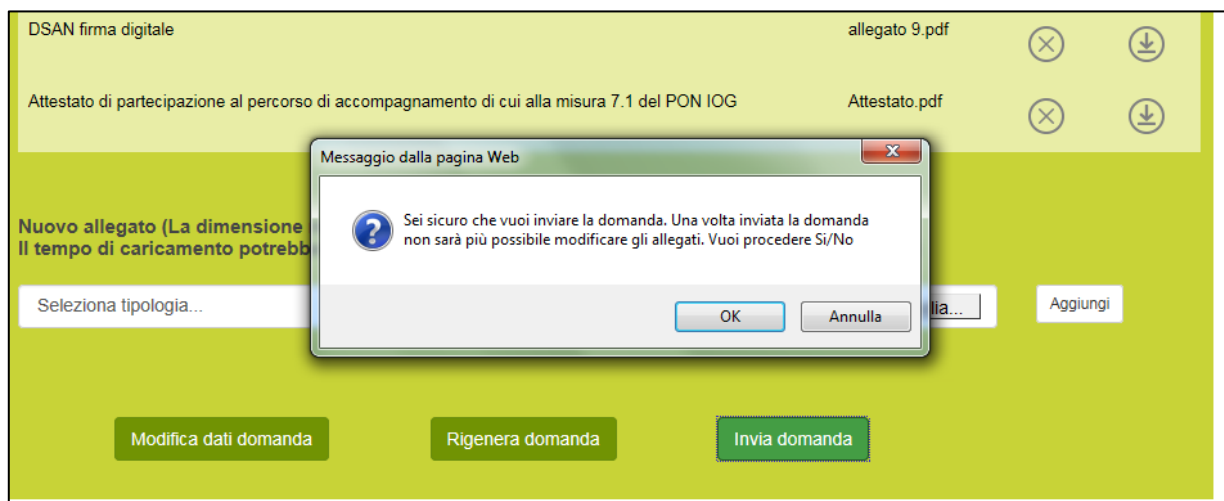 DSAN firma digitale allegato 9.pdf
Attestato di partecipazione al percorso di accompagnamento di cui alla misura 7.1 del PON IOG Attestato.pdf
Messaggio dalla pagina Web
Sei sicuro che vuoi inviare la domanda. Una volta inviata la domanda
non sarà più possibile modificare gli allegati. Vuoi procedere Si/No
OK Annulla
Nuovo allegato (La dimensione
Il tempo di caricamento potrebb
Seleziona tipologia... lia... Aggiungi
Modifica dati domanda Rigenera domanda Invia domanda